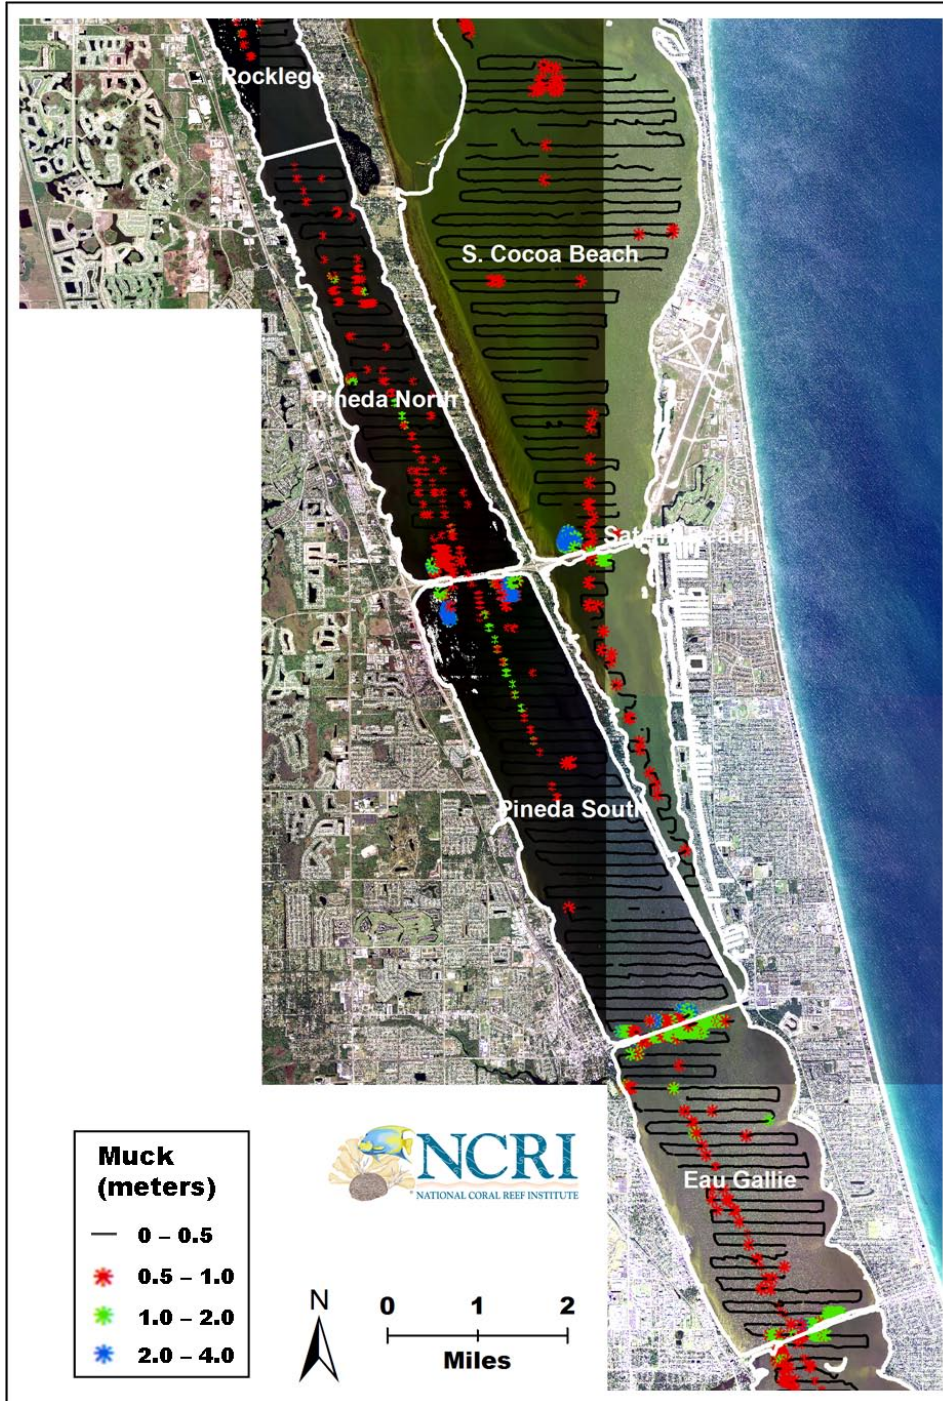 Rocklege
S. Cocoa Beach
Pineda North
Pineda South
Eau Gallie
NCRI
NATIONAL CORAL REEF INSTITUTE
Muck
(meters)
0 – 0.5
0.5 – 1.0
1.0 – 2.0
2.0 – 4.0
N
0 1 2
Miles